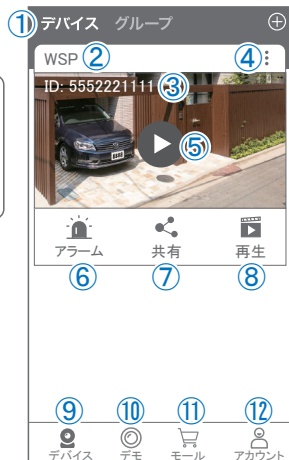 ① デバイス グループ ⊕
WSP ② ④
ID: 5552221111 ③
⑤
アラーム 共有 再生
⑥ ⑦ ⑧
⑨ ⑩ ⑪ ⑫
デバイス デモ モール アカウント